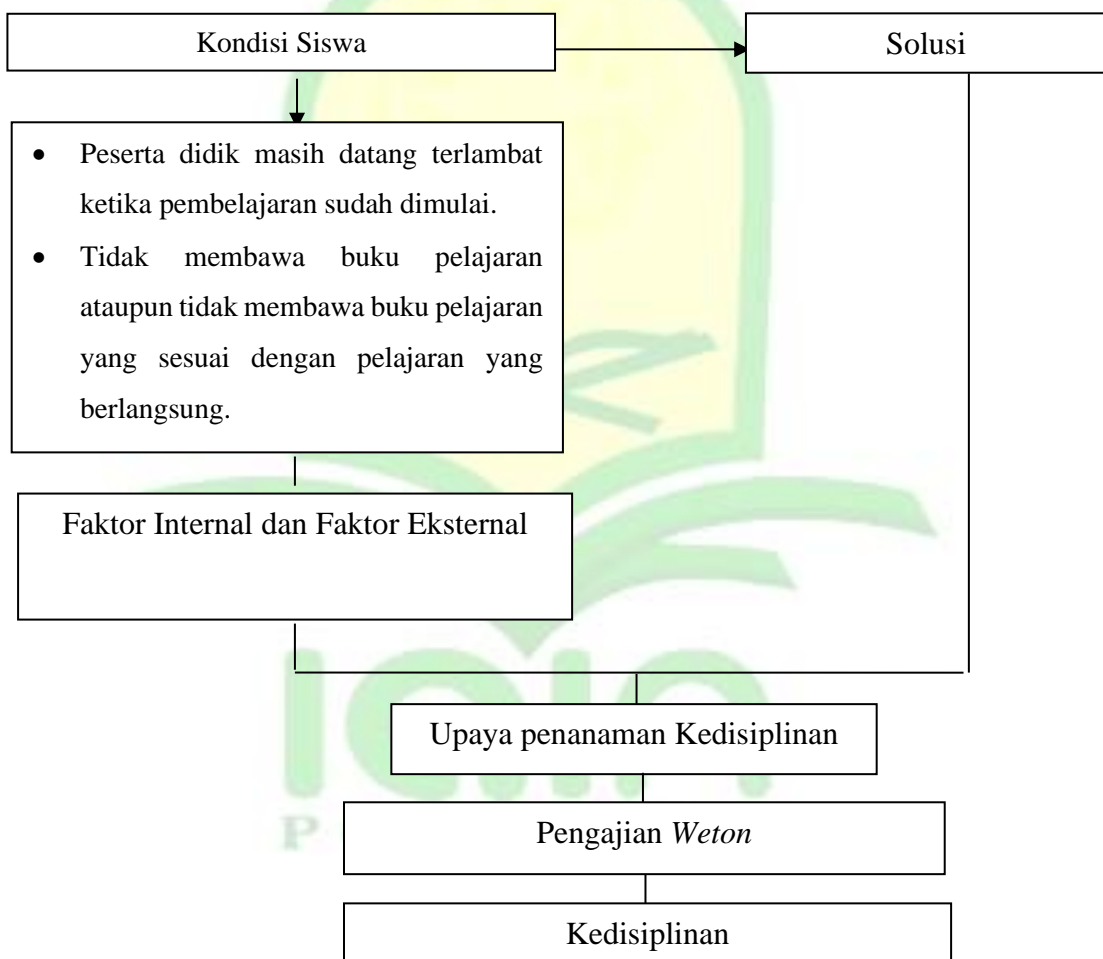 Kondisi Siswa
Solusi
• Peserta didik masih datang terlambat
ketika pembelajaran sudah dimulai.
• Tidak membawa buku pelajaran
ataupun tidak membawa buku pelajaran
yang sesuai dengan pelajaran yang
berlangsung.
Faktor Internal dan Faktor Eksternal
iain
P
Upaya penanaman Kedisiplinan
Pengajian Weton
Kedisiplinan